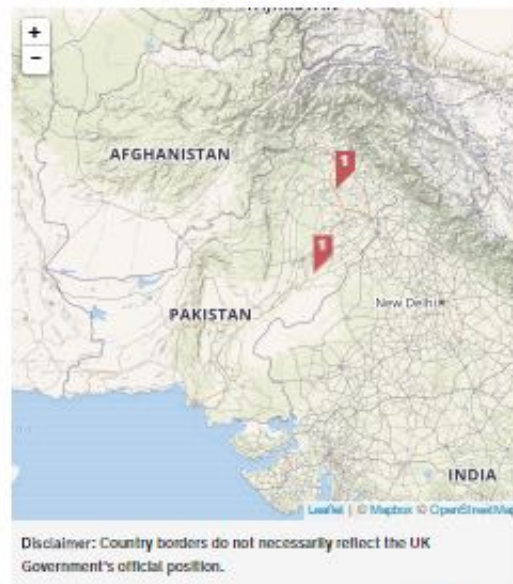 +
−
AFGHANISTAN
1
1
New Delhi
PAKISTAN
INDIA
Leaflet | © Mapbox © OpenStreetMap
Disclaimer: Country borders do not necessarily reflect the UK
Government's official position.